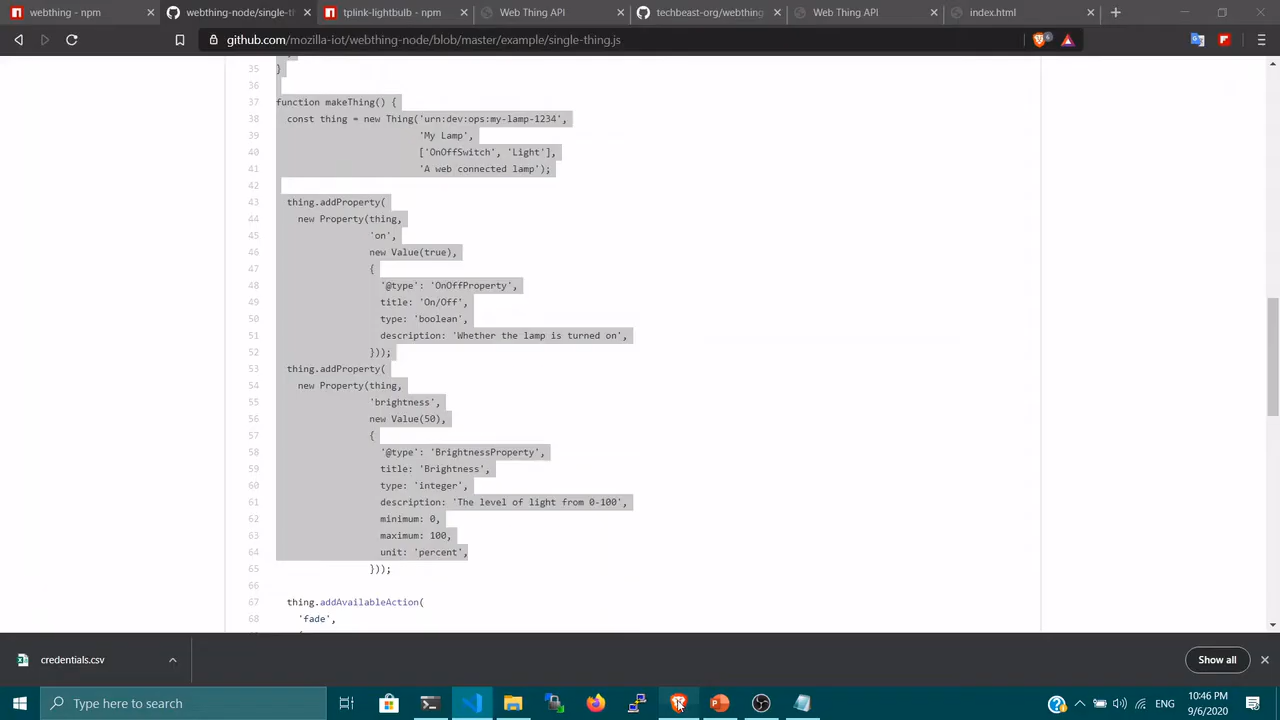 webthing - npm
webthing-node/single-t
tplink-lightbulb - npm
Web Thing API
techbeast-org/webthing
Web Thing API
index.html
github.com/mozilla-iot/webthing-node/blob/master/example/single-thing.js
35 }
36
37 function makeThing() {
38 const thing = new Thing('urn:dev:ops:my-lamp-1234',
39 'My Lamp',
40 ['OnOffSwitch', 'Light'],
41 'A web connected lamp');
42
43 thing.addProperty(
44 new Property(thing,
45 'on',
46 new Value(true),
47 {
48 '@type': 'OnOffProperty',
49 title: 'On/Off',
50 type: 'boolean',
51 description: 'Whether the lamp is turned on',
52 }));
53 thing.addProperty(
54 new Property(thing,
55 'brightness',
56 new Value(50),
57 {
58 '@type': 'BrightnessProperty',
59 title: 'Brightness',
60 type: 'integer',
61 description: 'The level of light from 0-100',
62 minimum: 0,
63 maximum: 100,
64 unit: 'percent',
65 }));
66
67 thing.addAvailableAction(
68 'fade',
credentials.csv
Show all
Type here to search
ENG
10:46 PM
9/6/2020